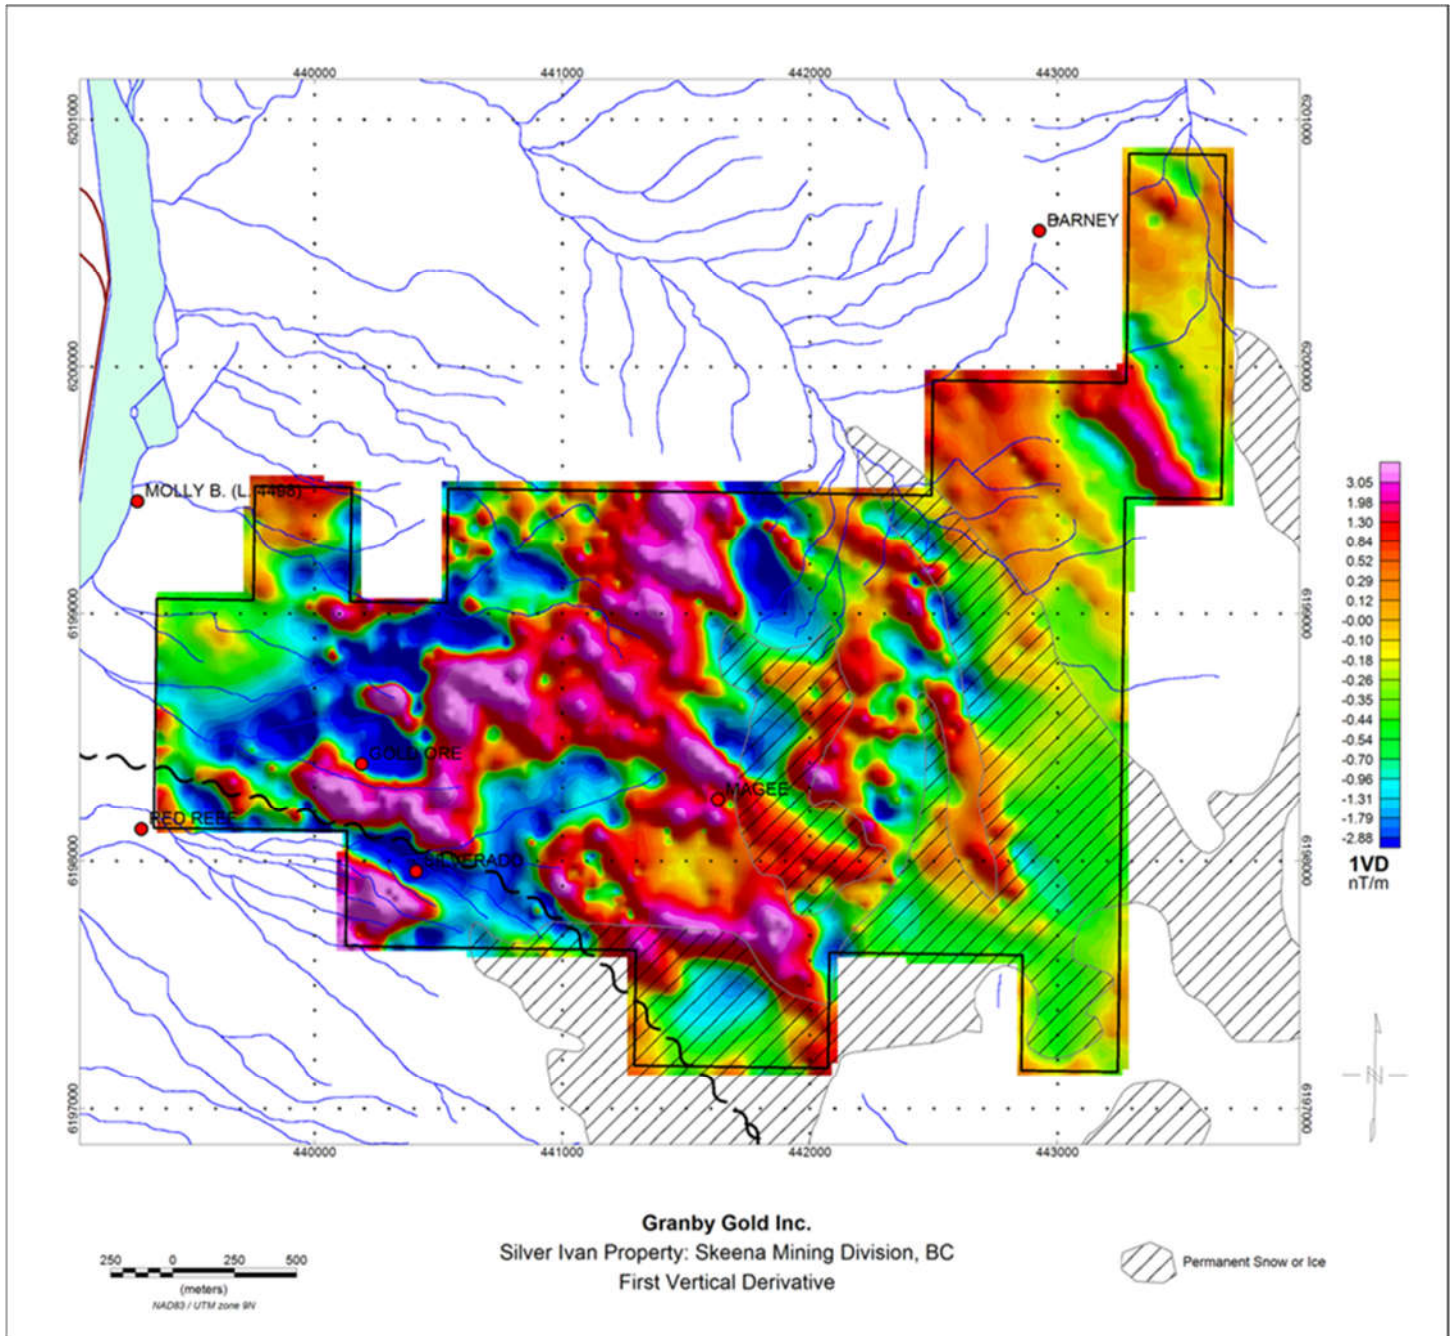 440000 441000 442000 443000
6201000 6201000
BARNEY
6200000 6200000
MOLLY B. (L. 4498)
3.05
1.98
1.30
0.84
0.52
0.29
0.12
-0.00
-0.10
-0.18
-0.26
-0.35
-0.44
-0.54
-0.70
-0.96
-1.31
-1.79
-2.88
1VD
nT/m
6199000 6199000
GOLD ORE
MAGEE
RED REEF
SILVERADO
6198000 6198000
6197000 6197000
440000 441000 442000 443000
Granby Gold Inc.
Silver Ivan Property: Skeena Mining Division, BC
First Vertical Derivative
250 0 250 500
(meters)
NAD83 / UTM zone 9N
Permanent Snow or Ice